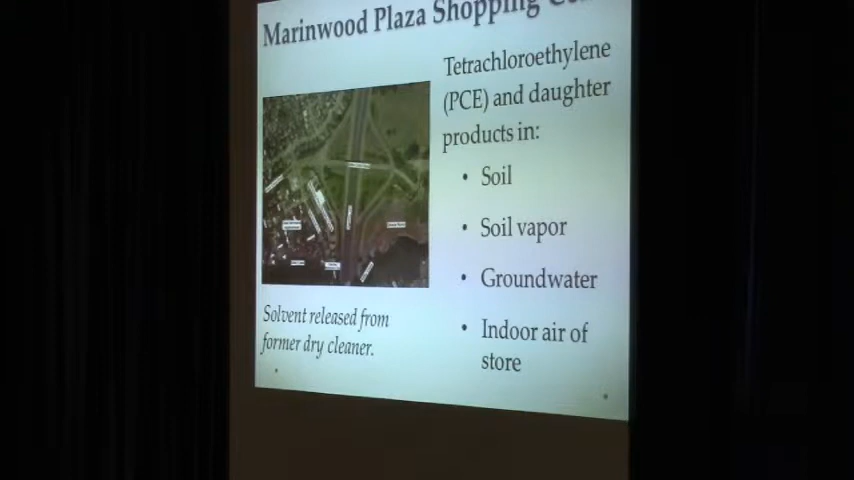 Marinwood Plaza Shopping
Tetrachloroethylene
(PCE) and daughter
products in:
• Soil
• Soil vapor
• Groundwater
• Indoor air of
store
Solvent released from
former dry cleaner.